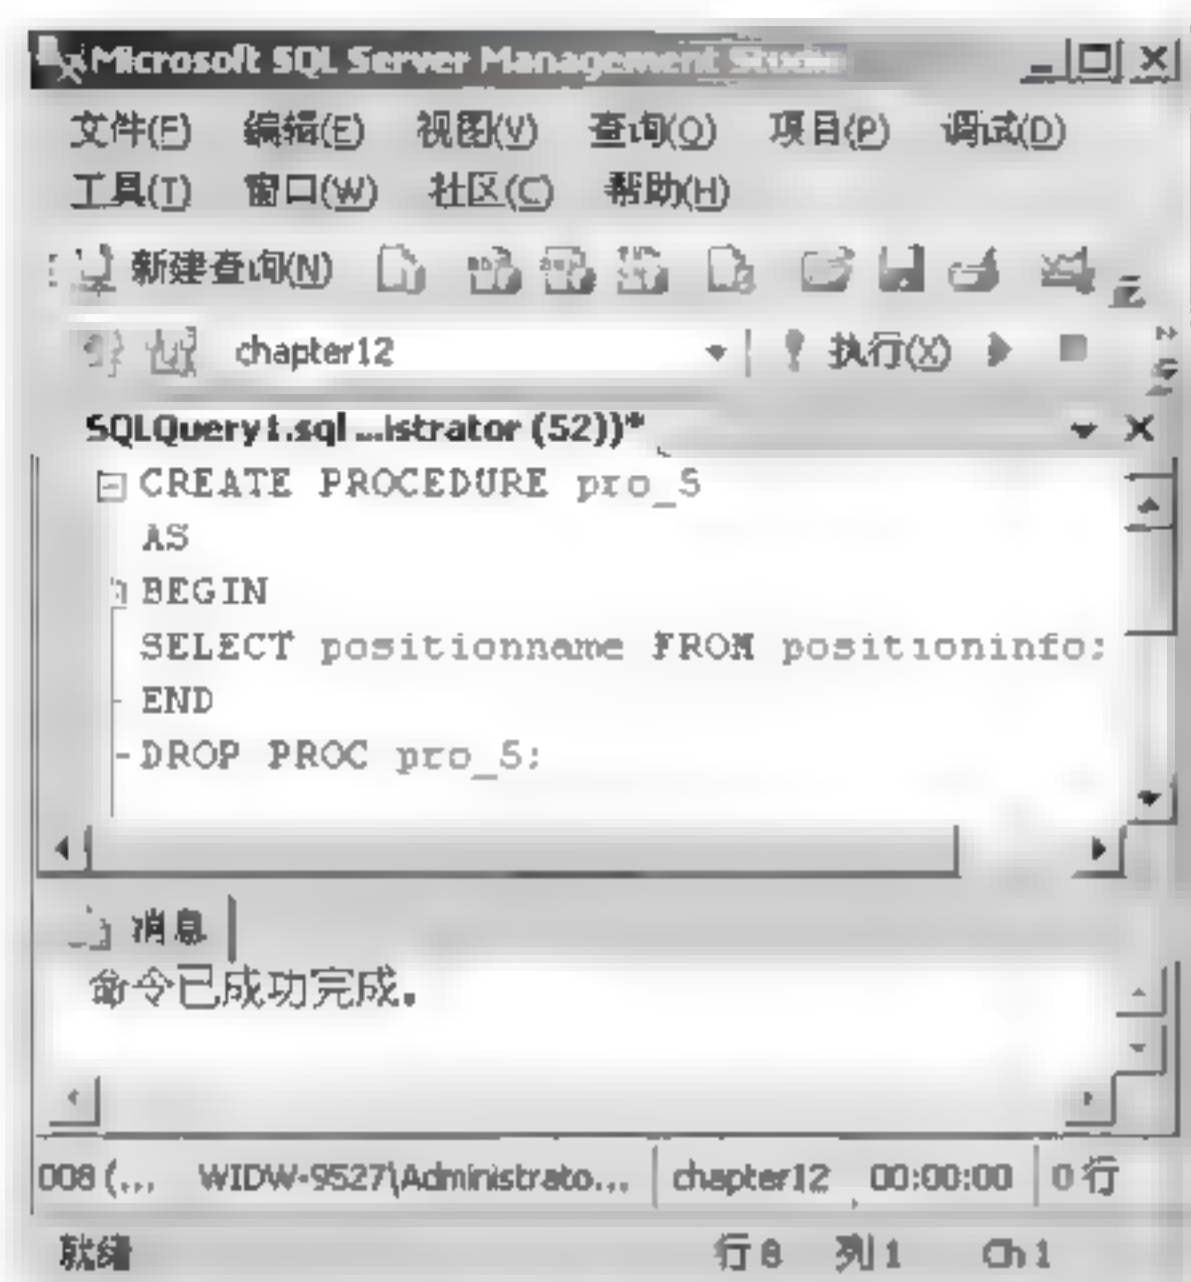 Microsoft SQL Server Management Studio
文件(F) 编辑(E) 视图(V) 查询(Q) 项目(P) 调试(D)
工具(T) 窗口(W) 社区(C) 帮助(H)
新建查询(N)
chapter12 执行(X)
SQLQuery1.sql ...istrator (52))*
CREATE PROCEDURE pro_5
AS
BEGIN
SELECT positionname FROM positioninfo;
END
DROP PROC pro_5;
消息
命令已成功完成。
008 (... WIDW-9527\Administrato... chapter12 00:00:00 0 行
就绪 行 8 列 1 Ch 1